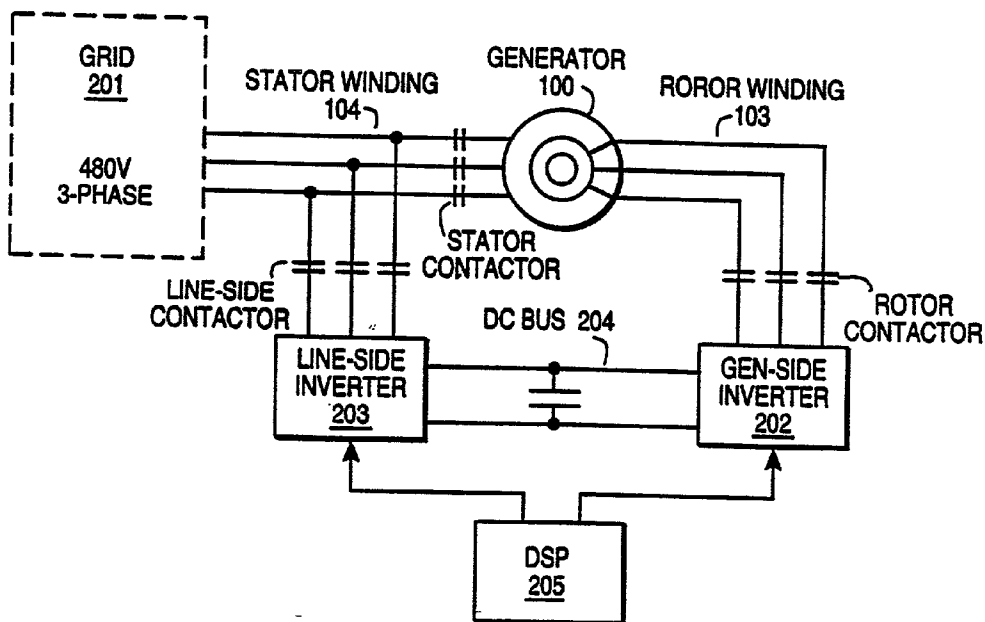 GRID
201
480V
3-PHASE
STATOR WINDING
104
GENERATOR
100
ROROR WINDING
103
STATOR
CONTACTOR
LINE-SIDE
CONTACTOR
ROTOR
CONTACTOR
DC BUS 204
LINE-SIDE
INVERTER
203
GEN-SIDE
INVERTER
202
DSP
205